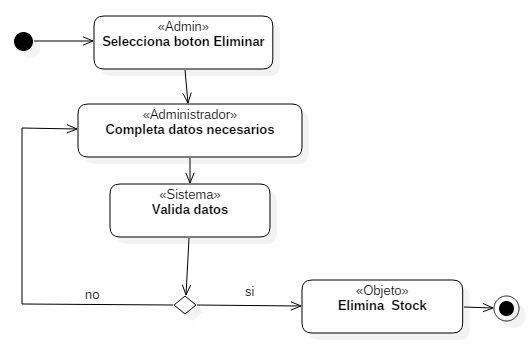 «Admin»
Selecciona boton Eliminar
«Administrador»
Completa datos necesarios
«Sistema»
Valida datos
no
si
«Objeto»
Elimina  Stock